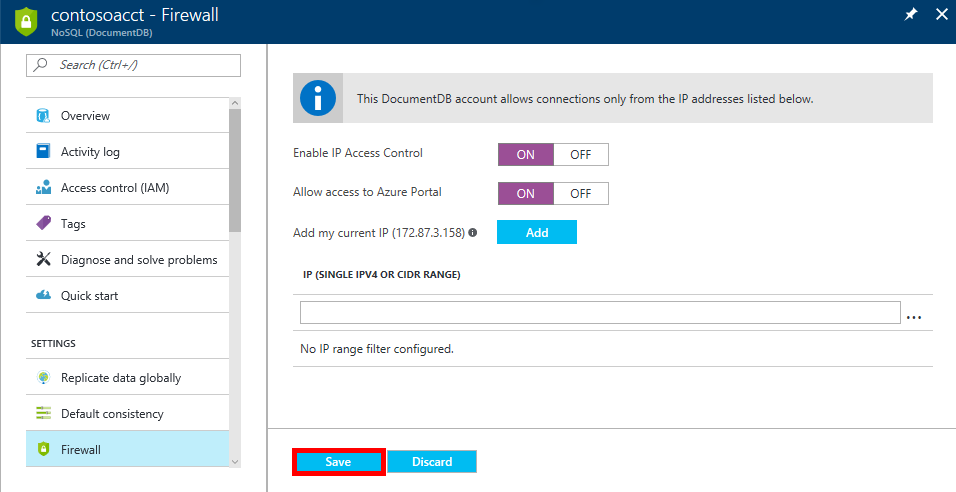 contosoacct - Firewall
NoSQL (DocumentDB)
Search (Ctrl+/)
Overview
Activity log
Access control (IAM)
Tags
Diagnose and solve problems
Quick start
SETTINGS
Replicate data globally
Default consistency
Firewall
This DocumentDB account allows connections only from the IP addresses listed below.
Enable IP Access Control ON OFF
Allow access to Azure Portal ON OFF
Add my current IP (172.87.3.158) Add
IP (SINGLE IPV4 OR CIDR RANGE)
...
No IP range filter configured.
Save Discard